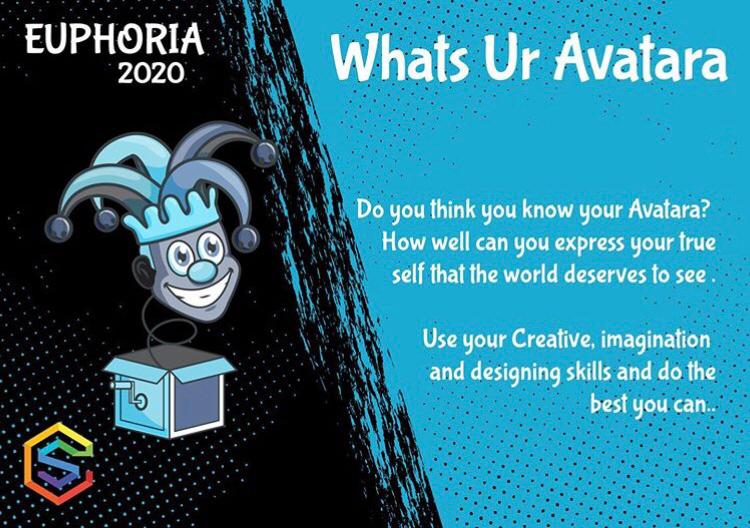 EUPHORIA
2020
Whats Ur Avatara
Do you think you know your Avatara?
How well can you express your true
self that the world deserves to see .
Use your Creative, imagination
and designing skills and do the
best you can..